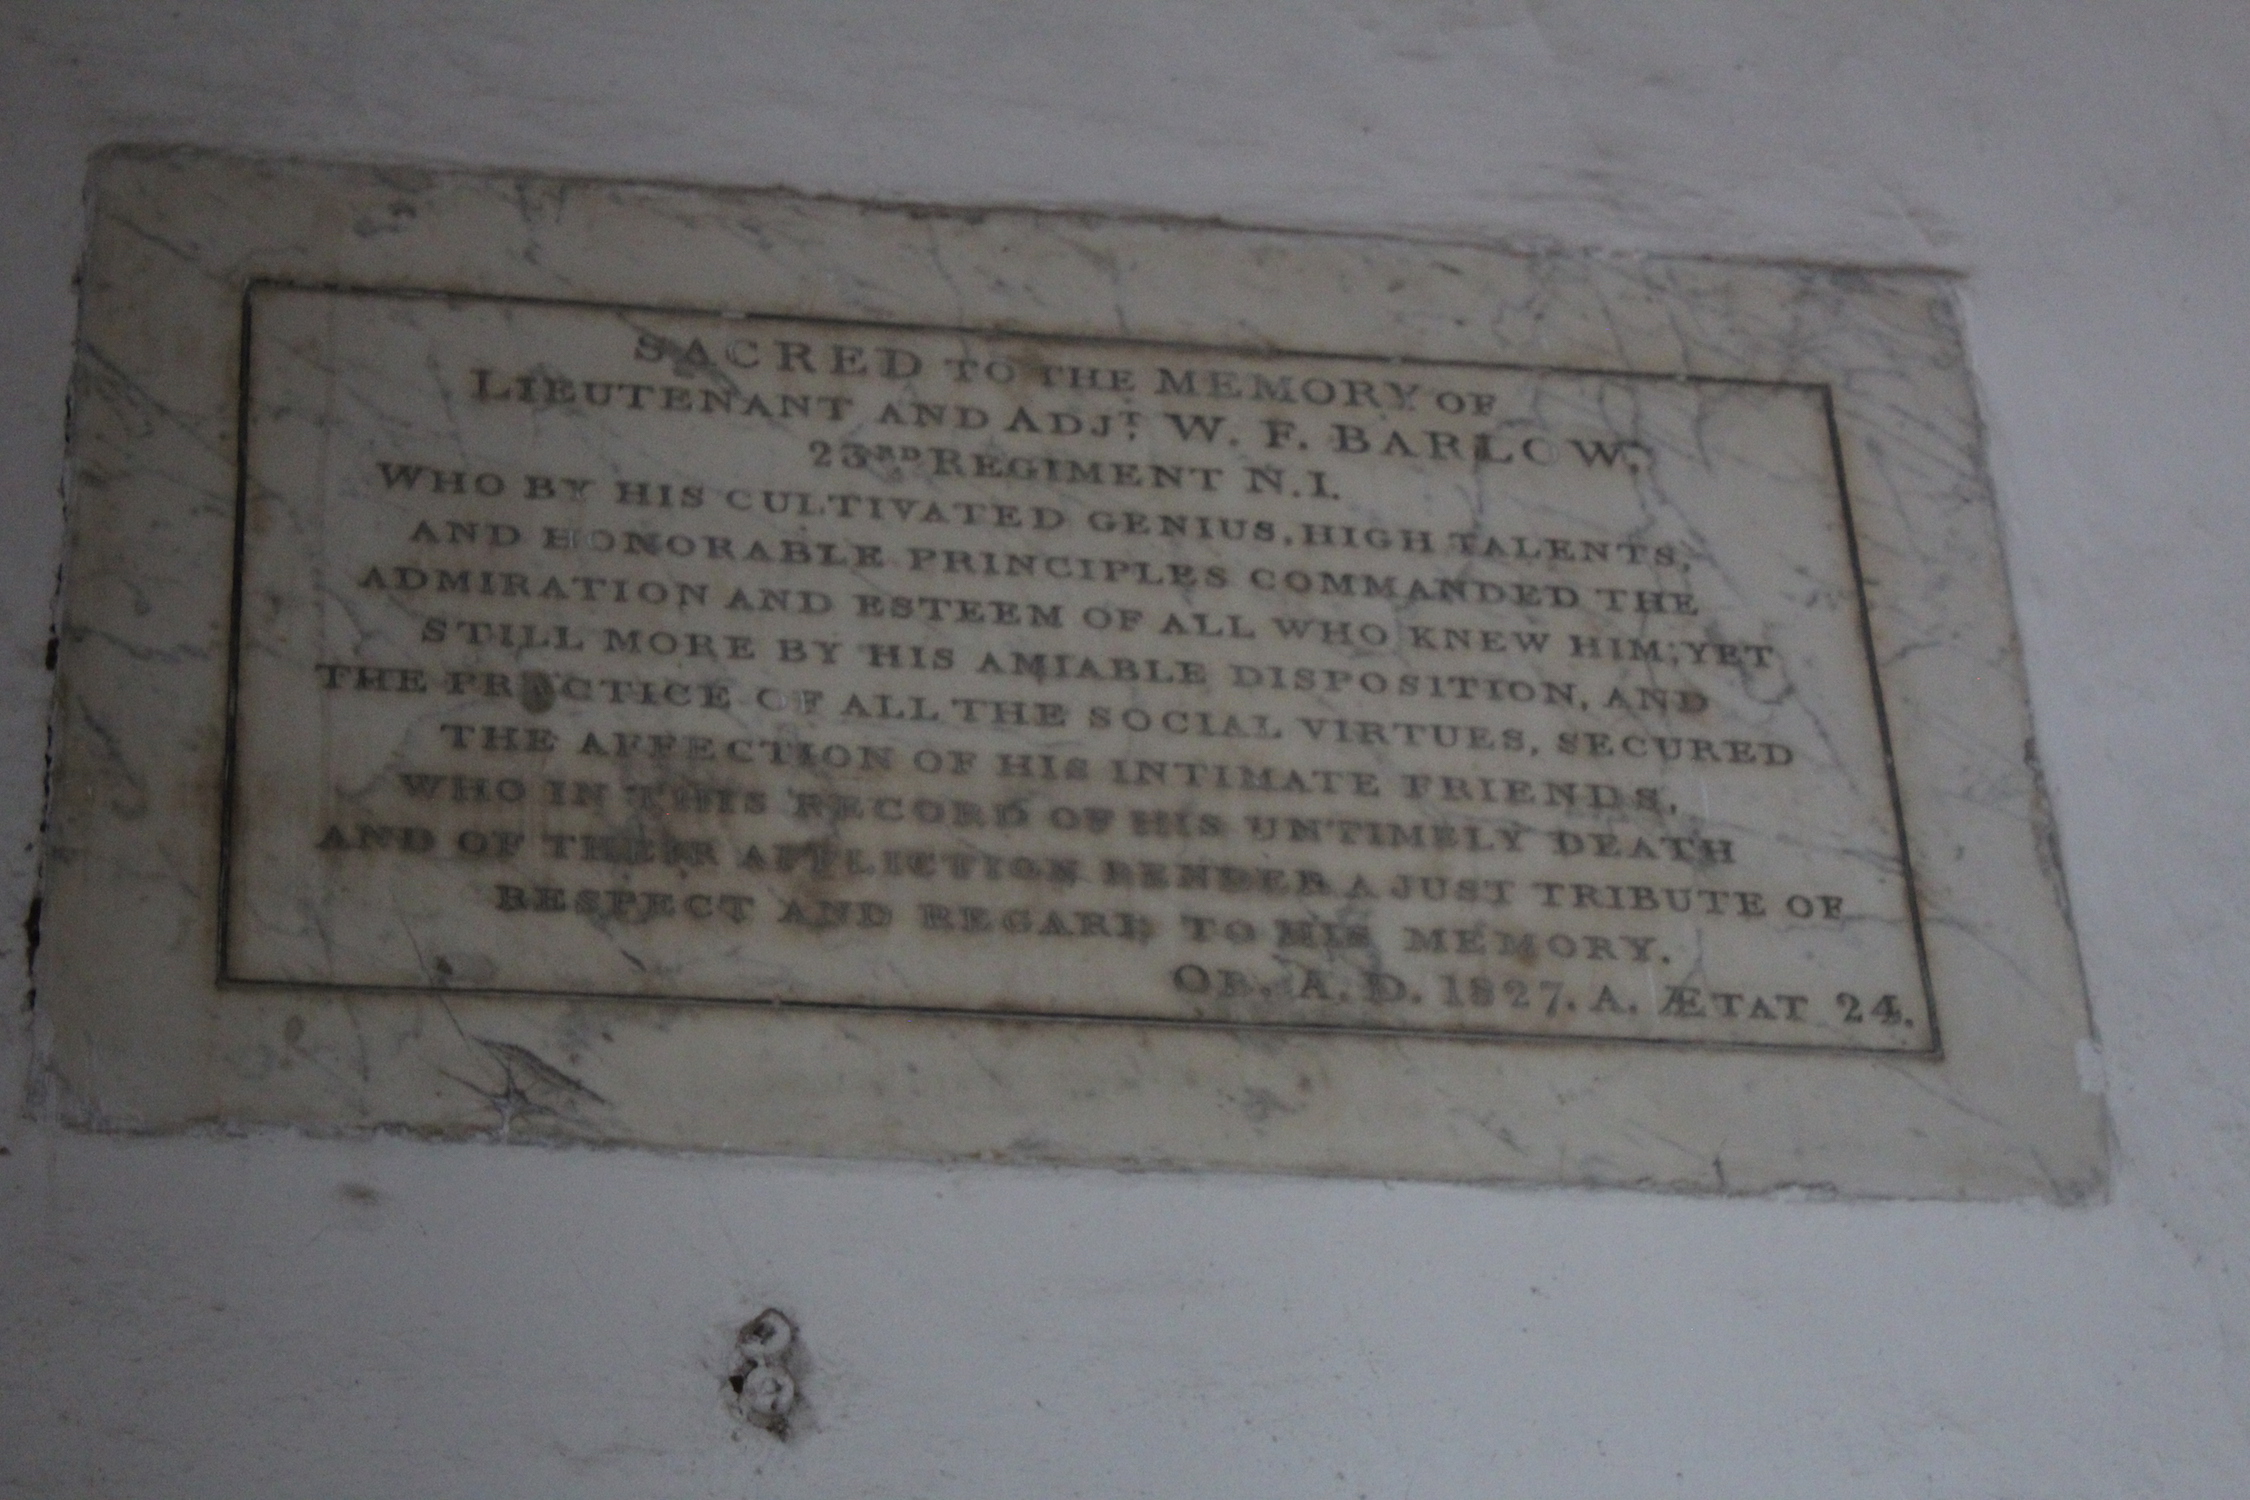 SACRED TO THE MEMORY OF
LIEUTENANT AND ADJT. W. F. BARLOW,
23RD REGIMENT N.I.
WHO BY HIS CULTIVATED GENIUS, HIGH TALENTS,
AND HONORABLE PRINCIPLES COMMANDED THE
ADMIRATION AND ESTEEM OF ALL WHO KNEW HIM; YET
STILL MORE BY HIS AMIABLE DISPOSITION, AND
THE PRACTICE OF ALL THE SOCIAL VIRTUES, SECURED
THE AFFECTION OF HIS INTIMATE FRIENDS,
WHO IN THIS RECORD OF HIS UNTIMELY DEATH
AND OF THEIR AFFLICTION RENDER A JUST TRIBUTE OF
RESPECT AND REGARD TO HIS MEMORY.
OB. A.D. 1827. A. ÆTAT 24.